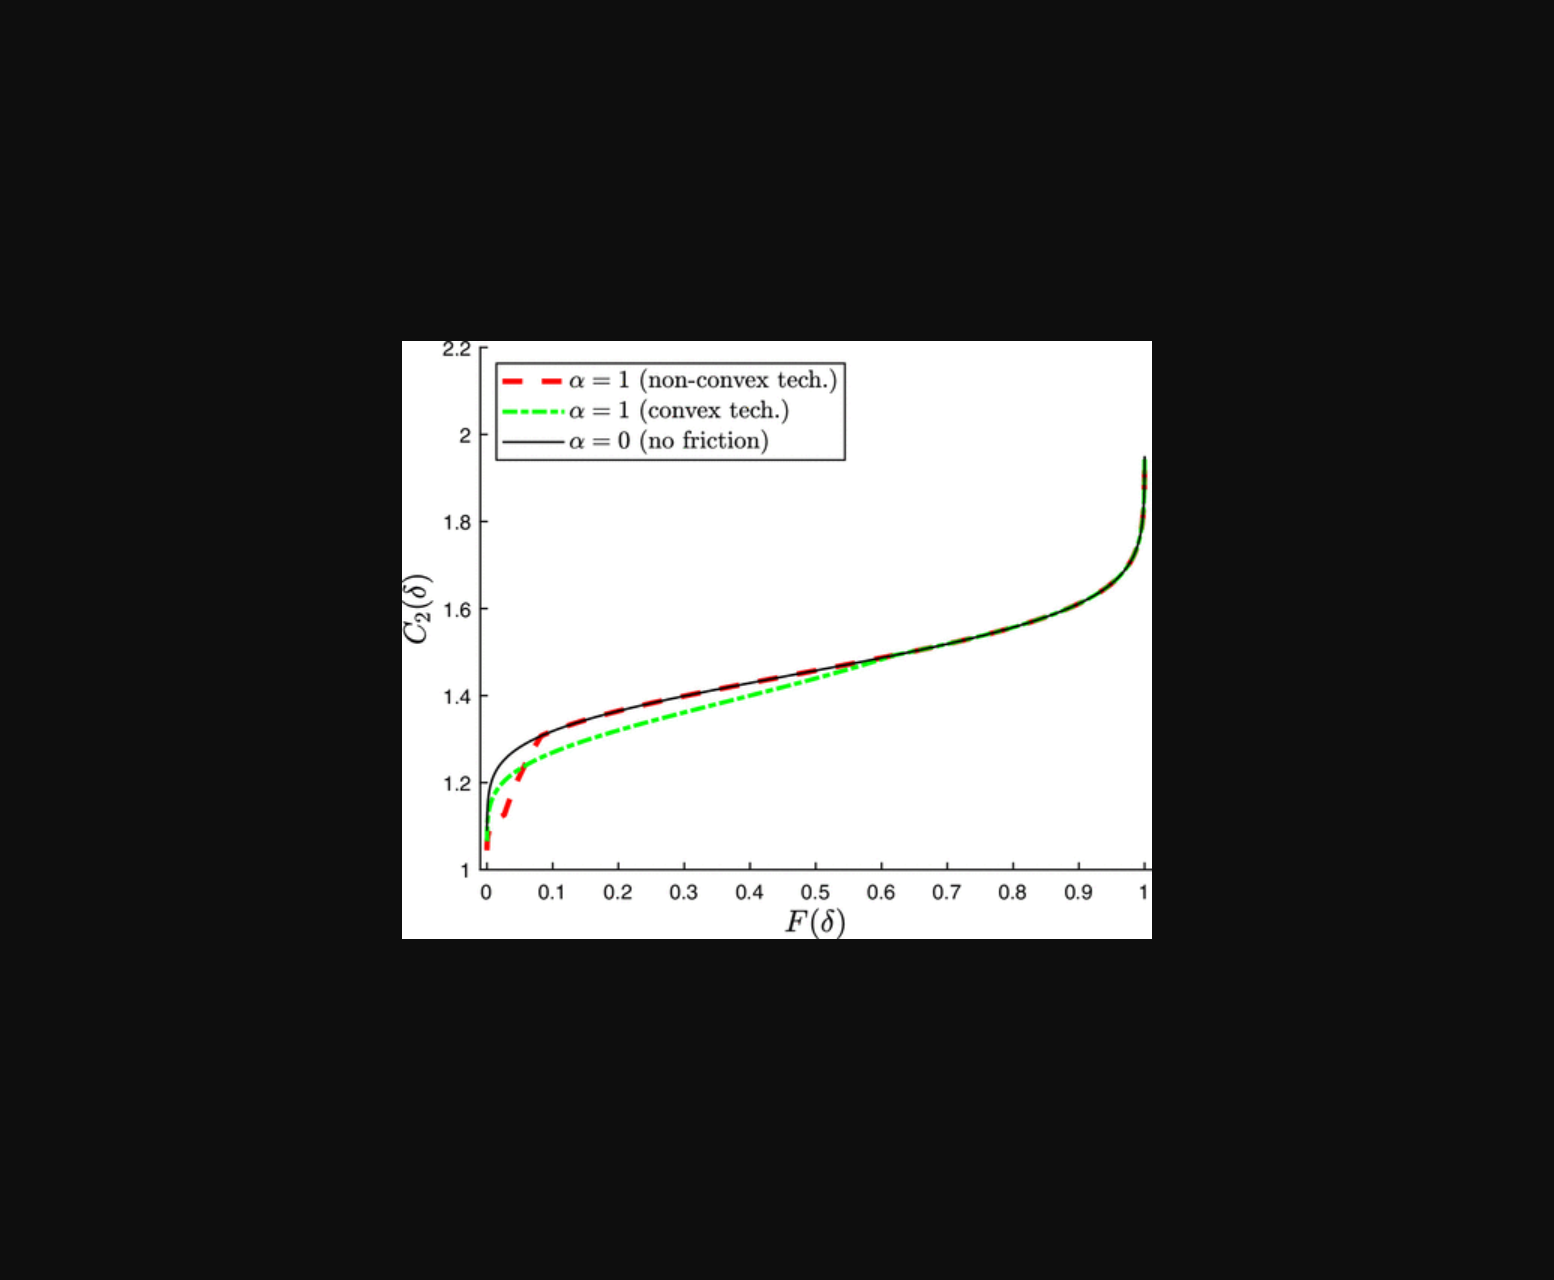 2.2
α = 1 (non-convex tech.)
α = 1 (convex tech.)
α = 0 (no friction)
2
1.8
1.6
1.4
1.2
1
C₂(δ)
0 0.1 0.2 0.3 0.4 0.5 0.6 0.7 0.8 0.9 1
F(δ)